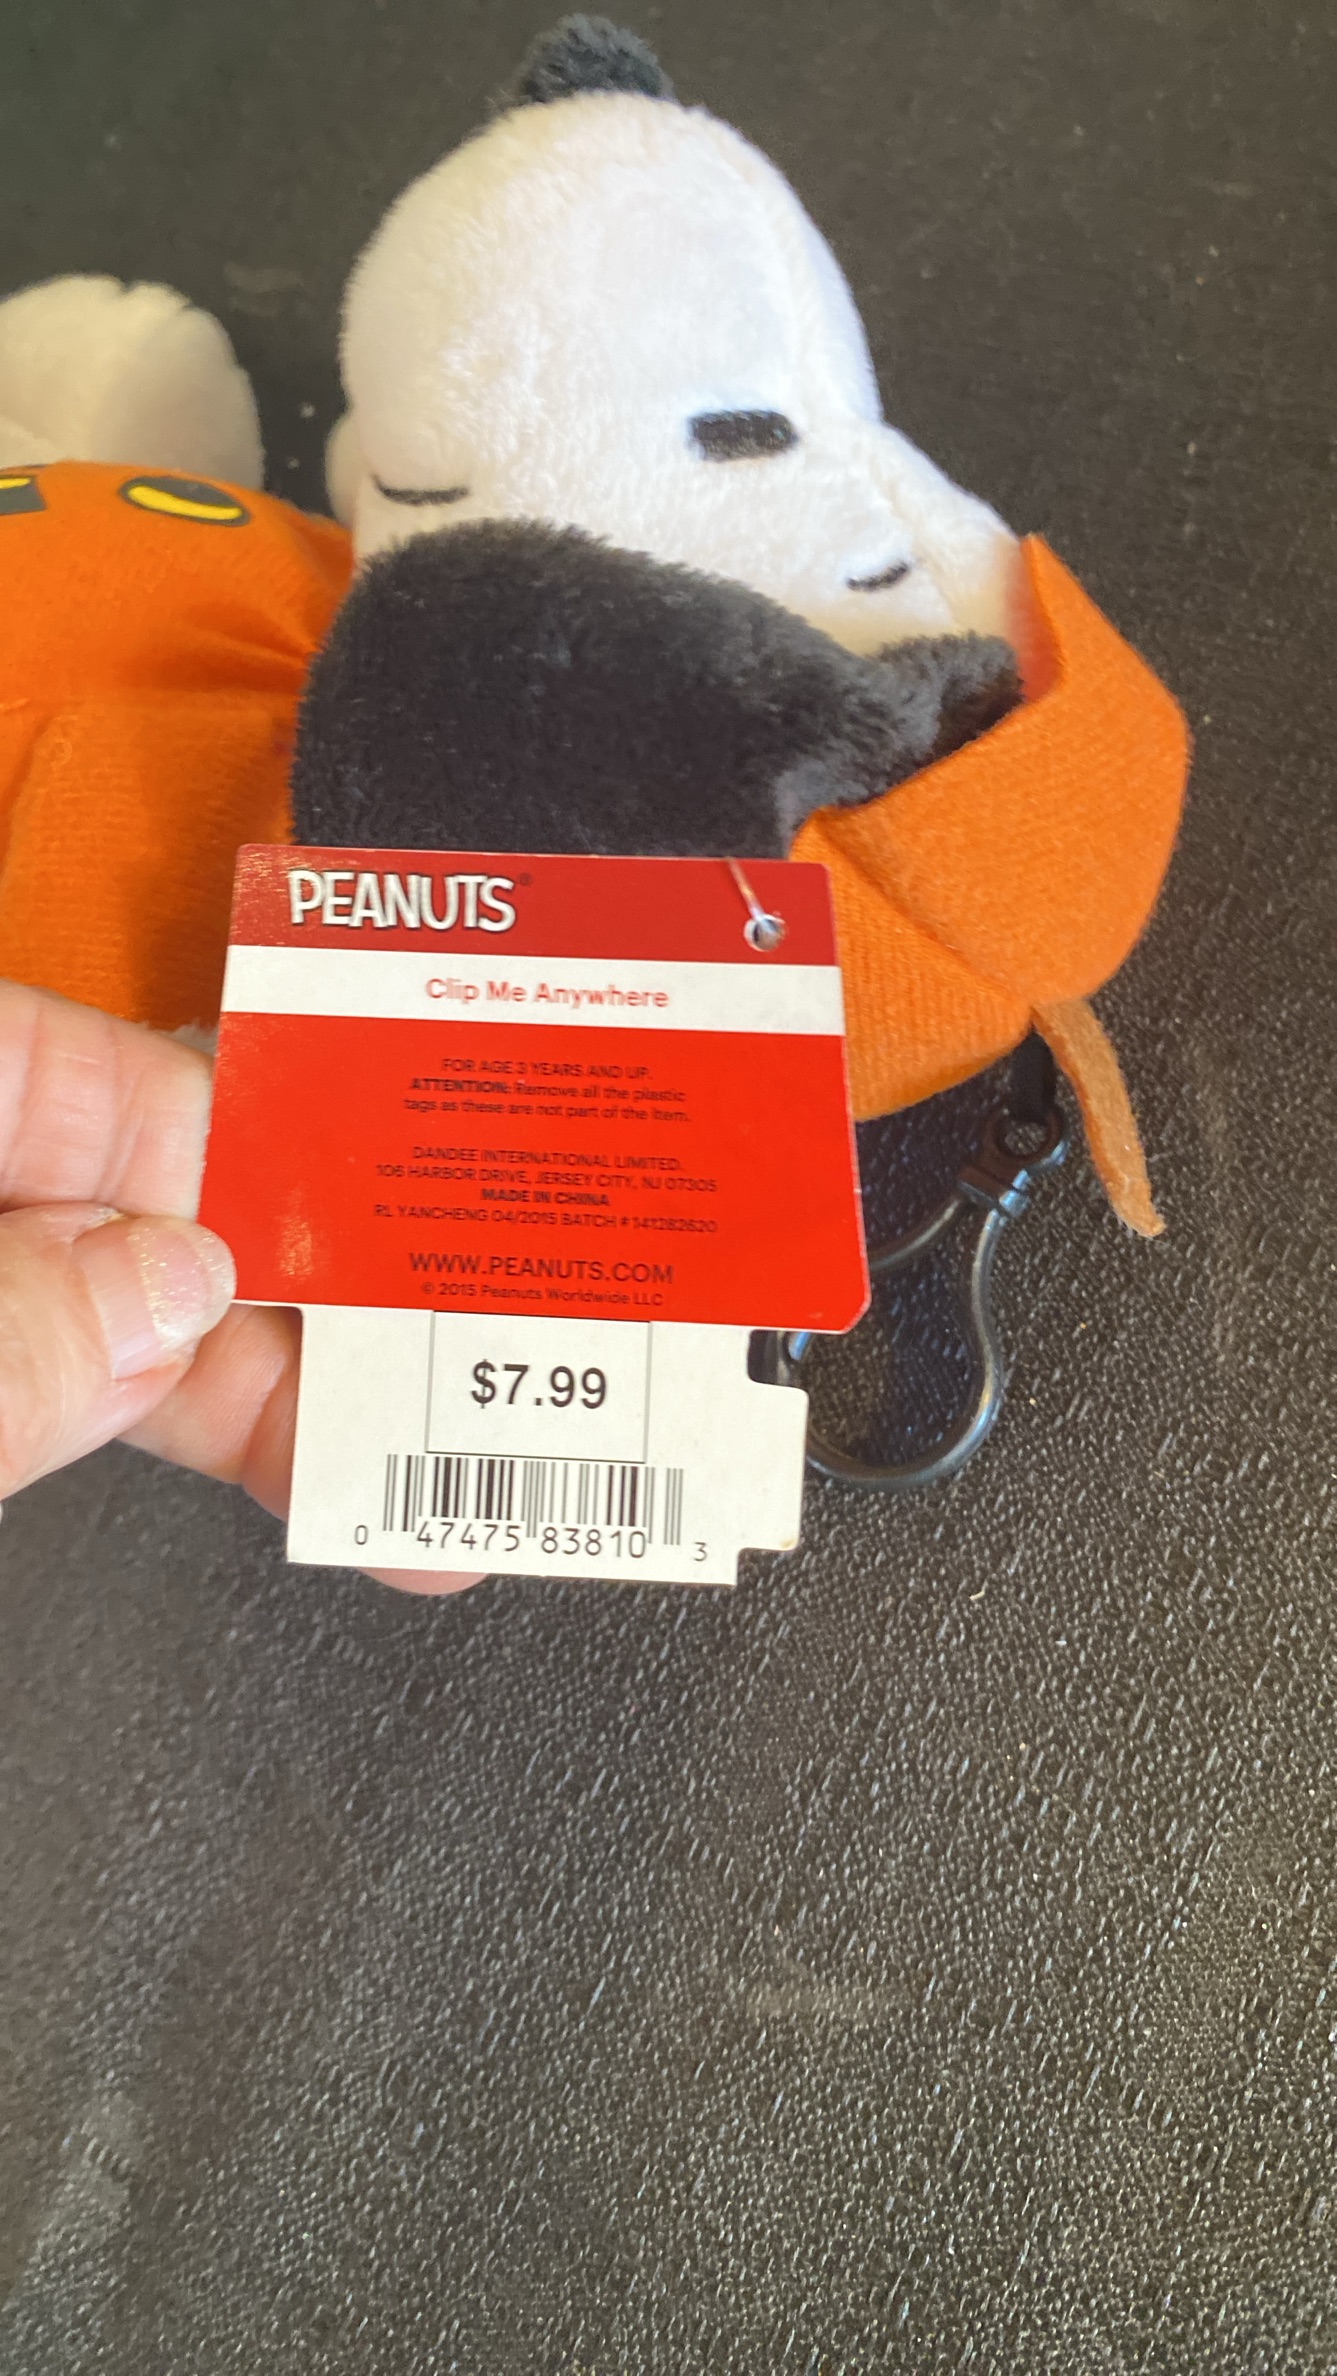 PEANUTS®
Clip Me Anywhere
FOR AGE 3 YEARS AND UP.
ATTENTION: Remove all the plastic
tags as these are not part of the item.
DANDEE INTERNATIONAL LIMITED.
106 HARBOR DRIVE, JERSEY CITY, NJ 07305
MADE IN CHINA
RL YANCHENG 04/2015 BATCH # 141282620
WWW.PEANUTS.COM
© 2015 Peanuts Worldwide LLC
$7.99
0 47475 83810 3